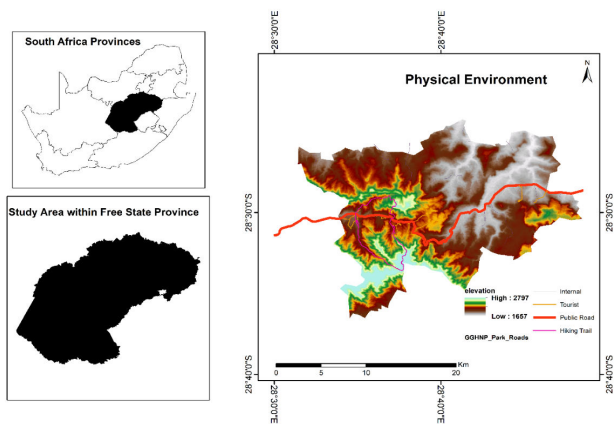 South Africa Provinces
Study Area within Free State Province
28°30'0"E
28°40'0"E
Physical Environment
N
28°30'0"S
28°30'0"S
elevation
High : 2797
Low : 1657
GGHNP_Park_Roads
Internal
Tourist
Public Road
Hiking Trail
Km
0 5 10 20
28°40'0"S
28°40'0"S
28°30'0"E
28°40'0"E